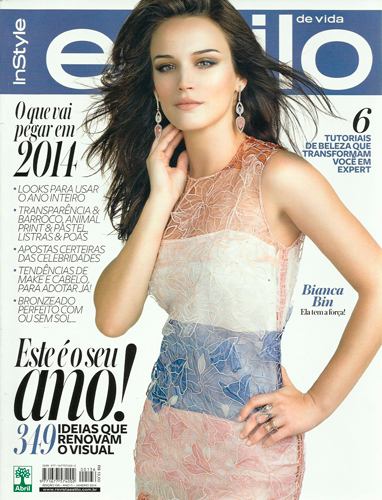 InStyle
estilo
de vida
O que vai
pegar em
2014
• LOOKS PARA USAR
O ANO INTEIRO
• TRANSPARÊNCIA &
BARROCO, ANIMAL
PRINT & PASTEL
LISTRAS & POÁS
• APOSTAS CERTEIRAS
DAS CELEBRIDADES
• TENDÊNCIAS DE
MAKE E CABELO,
PARA ADOTAR JÁ!
• BRONZEADO
PERFEITO COM
OU SEM SOL...
6
TUTORIAIS
DE BELEZA QUE
TRANSFORMAM
VOCÊ EM
EXPERT
Bianca
Bin
Ela tem a força!
Este é o seu
ano!
349 IDEIAS QUE
RENOVAM
O VISUAL
Abril
www.revistaestilo.com.br